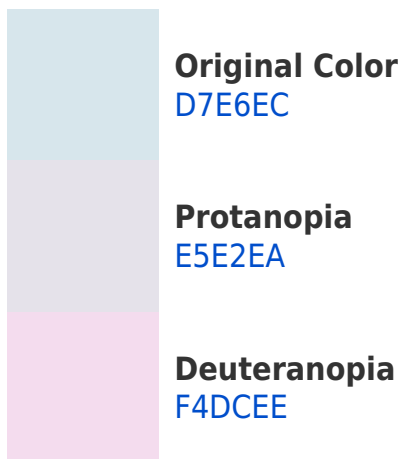 Original Color
D7E6EC
Protanopia
E5E2EA
Deuteranopia
F4DCEE